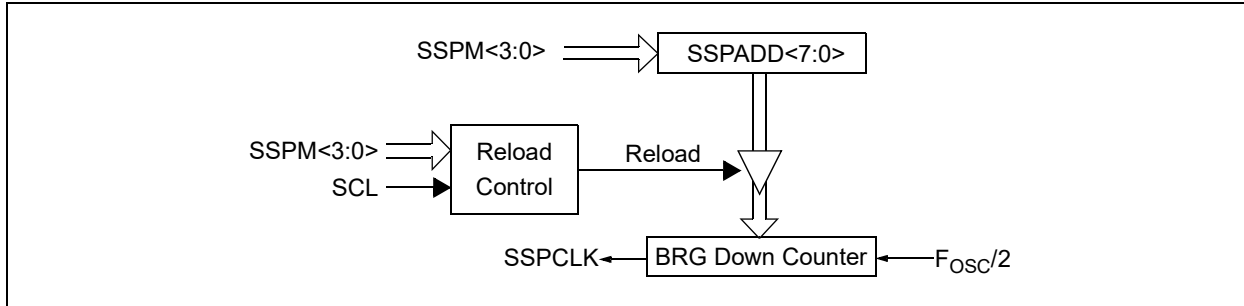 SSPM<3:0>
SSPADD<7:0>
SSPM<3:0>
SCL
Reload
Control
Reload
SSPCLK
BRG Down Counter
FOSC/2